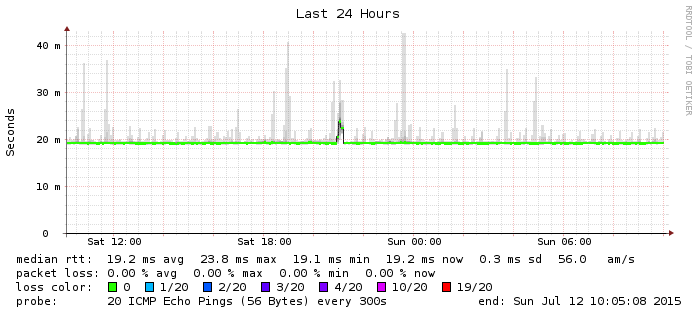 Last 24 Hours
RRDTOOL / TOBI OETIKER
Seconds
40 m
30 m
20 m
10 m
0
Sat 12:00 Sat 18:00 Sun 00:00 Sun 06:00
median rtt: 19.2 ms avg 23.8 ms max 19.1 ms min 19.2 ms now 0.3 ms sd 56.0 am/s
packet loss: 0.00 % avg 0.00 % max 0.00 % min 0.00 % now
loss color: 0 1/20 2/20 3/20 4/20 10/20 19/20
probe: 20 ICMP Echo Pings (56 Bytes) every 300s end: Sun Jul 12 10:05:08 2015